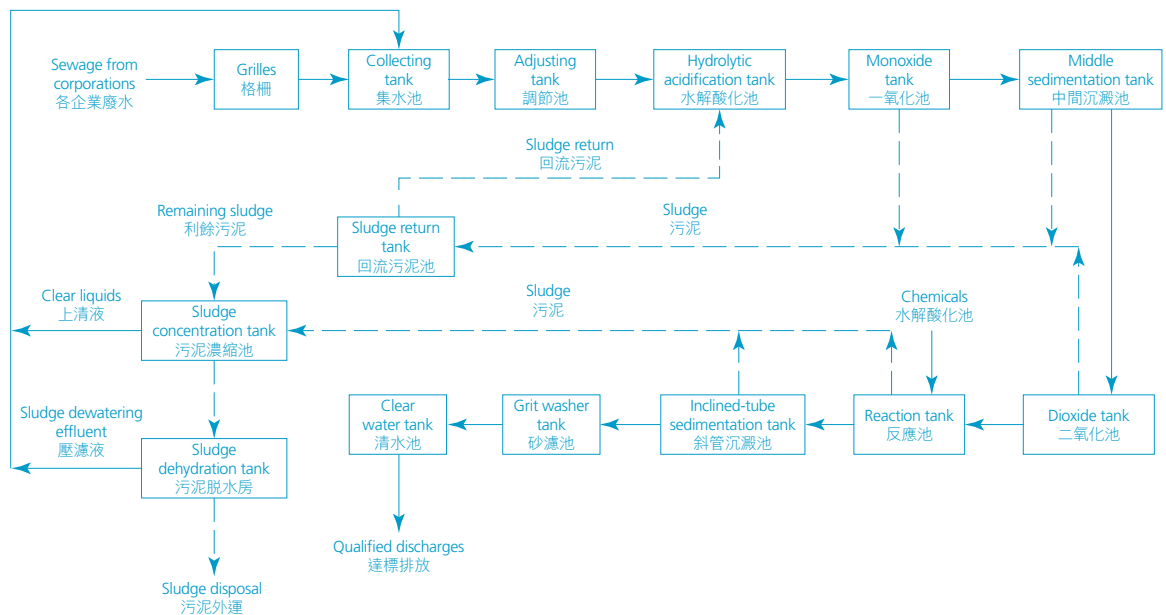 Sewage from
corporations
各企業廢水
Grilles
格柵
Collecting
tank
集水池
Adjusting
tank
調節池
Hydrolytic
acidification tank
水解酸化池
Monoxide
tank
一氧化池
Middle
sedimentation tank
中間沉澱池
Sludge return
回流污泥
Remaining sludge
利餘污泥
Sludge return
tank
回流污泥池
Sludge
污泥
Clear liquids
上清液
Sludge
concentration tank
污泥濃縮池
Sludge
污泥
Chemicals
水解酸化池
Sludge dewatering
effluent
壓濾液
Sludge
dehydration tank
污泥脱水房
Clear
water tank
清水池
Grit washer
tank
砂濾池
Inclined-tube
sedimentation tank
斜管沉澱池
Reaction tank
反應池
Dioxide tank
二氧化池
Qualified discharges
達標排放
Sludge disposal
污泥外運